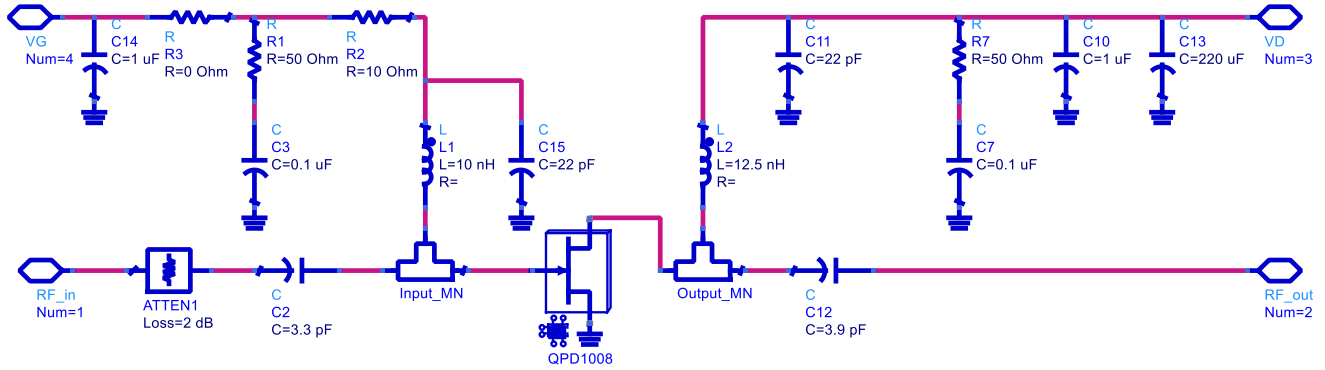 VG
Num=4
C
C14
C=1 uF
R
R3
R=0 Ohm
R
R1
R=50 Ohm
R
R2
R=10 Ohm
C
C3
C=0.1 uF
L
L1
L=10 nH
R=
C
C15
C=22 pF
L
L2
L=12.5 nH
R=
C
C11
C=22 pF
R
R7
R=50 Ohm
C
C7
C=0.1 uF
C
C10
C=1 uF
C
C13
C=220 uF
VD
Num=3
RF_in
Num=1
ATTEN1
Loss=2 dB
C
C2
C=3.3 pF
Input_MN
QPD1008
Output_MN
C
C12
C=3.9 pF
RF_out
Num=2